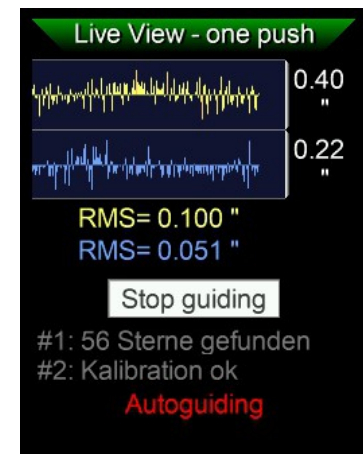 Live View - one push
0.40
"
0.22
"
RMS= 0.100 "
RMS= 0.051 "
Stop guiding
#1: 56 Sterne gefunden
#2: Kalibration ok
Autoguiding